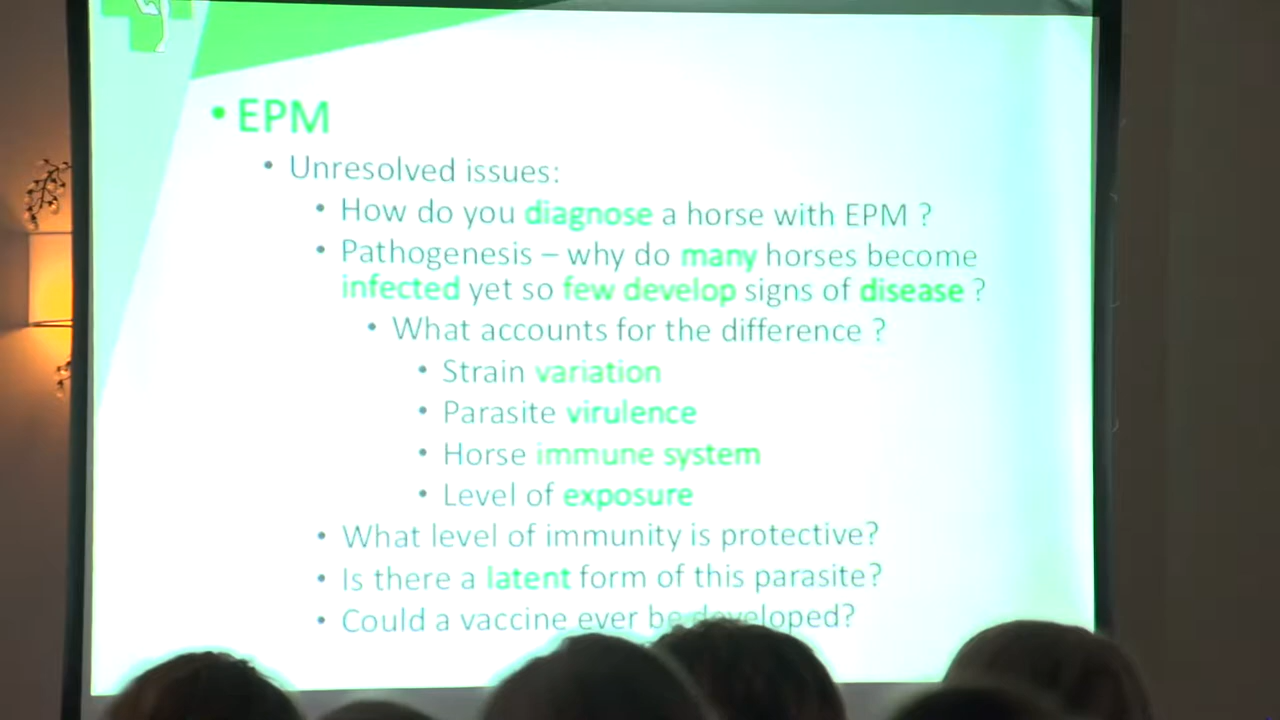 • EPM
• Unresolved issues:
• How do you diagnose a horse with EPM ?
• Pathogenesis – why do many horses become
infected yet so few develop signs of disease ?
• What accounts for the difference ?
• Strain variation
• Parasite virulence
• Horse immune system
• Level of exposure
• What level of immunity is protective?
• Is there a latent form of this parasite?
• Could a vaccine ever be developed?